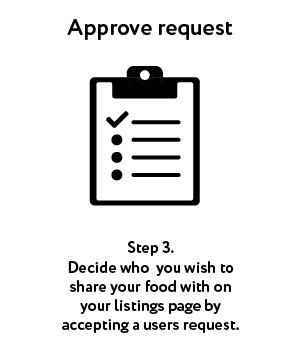 Approve request
Step 3.
Decide who you wish to
share your food with on
your listings page by
accepting a users request.